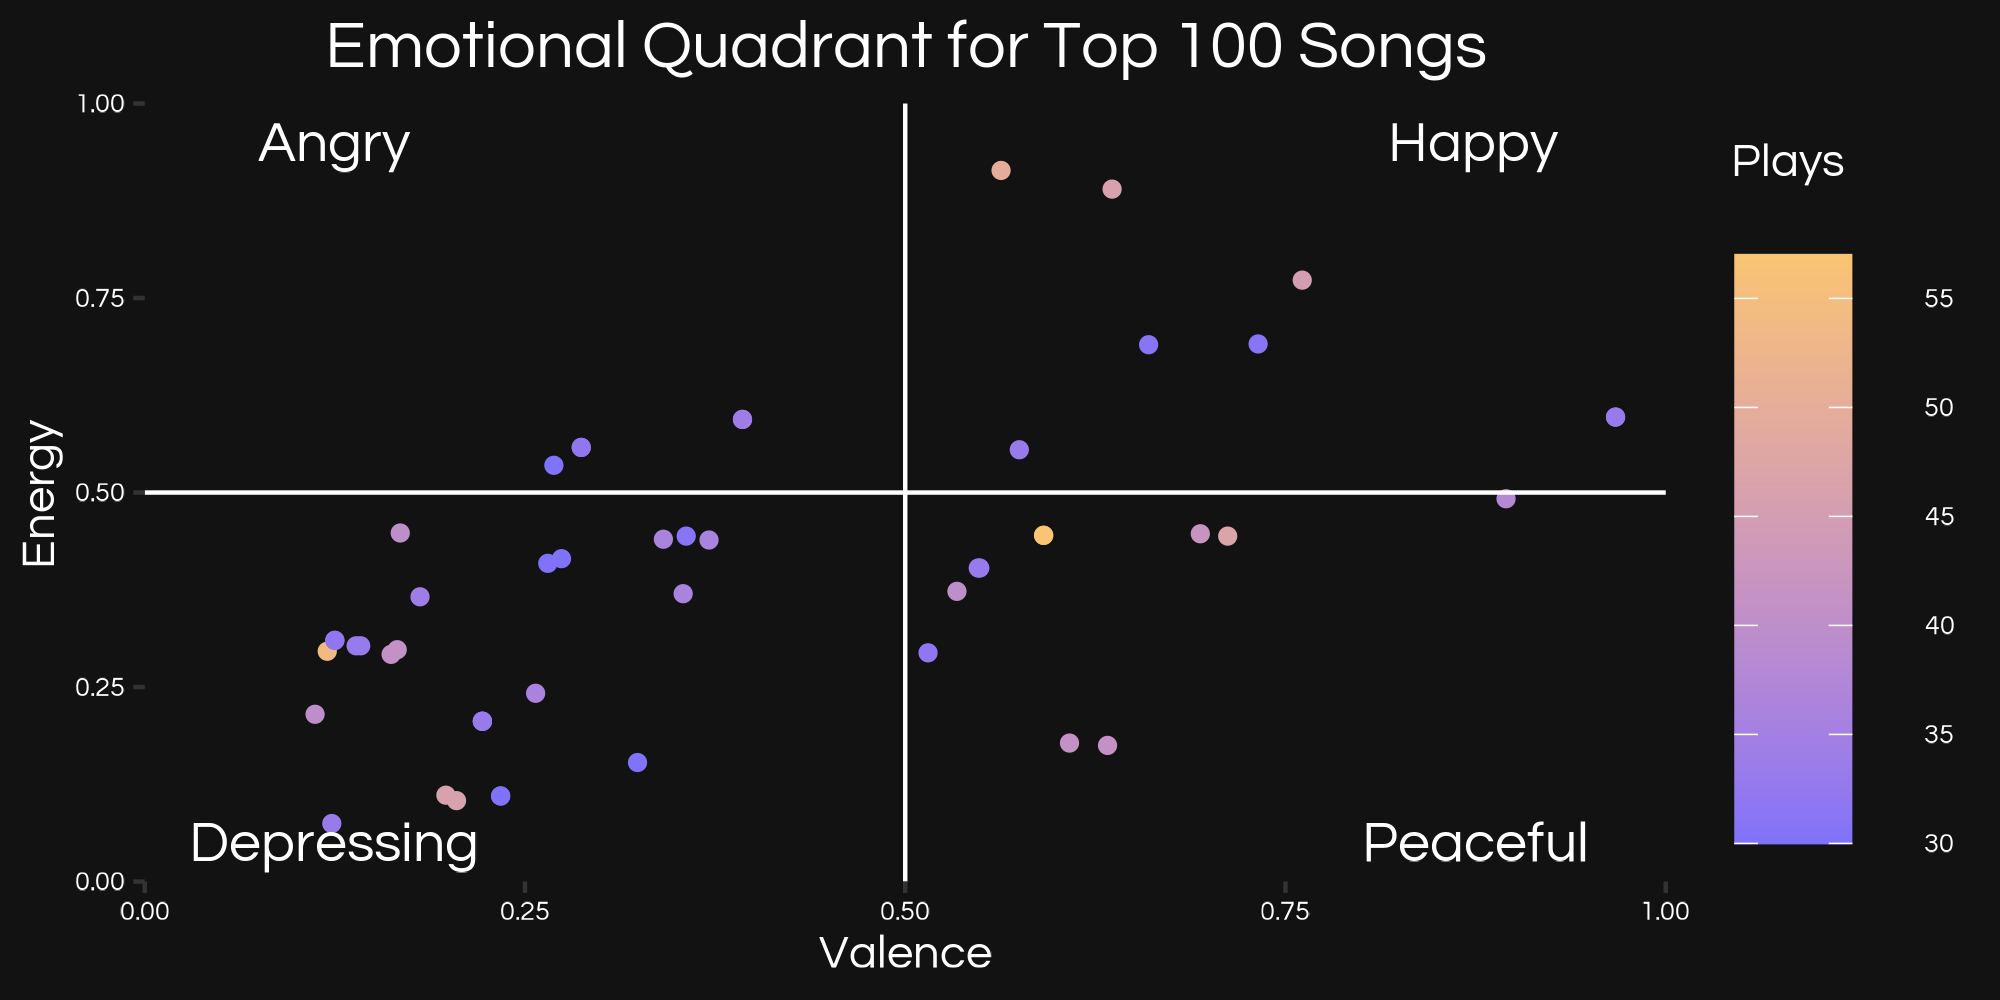 Emotional Quadrant for Top 100 Songs
1.00
Angry
Happy
Plays
0.75
55
50
Energy
0.50
45
40
0.25
35
Depressing
Peaceful
30
0.00
0.00
0.25
0.50
0.75
1.00
Valence